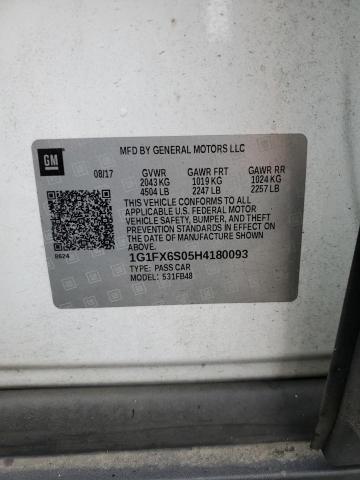 GM
MFD BY GENERAL MOTORS LLC
08/17 GVWR GAWR FRT GAWR RR
2043 KG 1019 KG 1024 KG
4504 LB 2247 LB 2257 LB
THIS VEHICLE CONFORMS TO ALL
APPLICABLE U.S. FEDERAL MOTOR
VEHICLE SAFETY, BUMPER, AND THEFT
PREVENTION STANDARDS IN EFFECT ON
THE DATE OF MANUFACTURE SHOWN
ABOVE.
8624
1G1FX6S05H4180093
TYPE: PASS CAR
MODEL: 531FB48